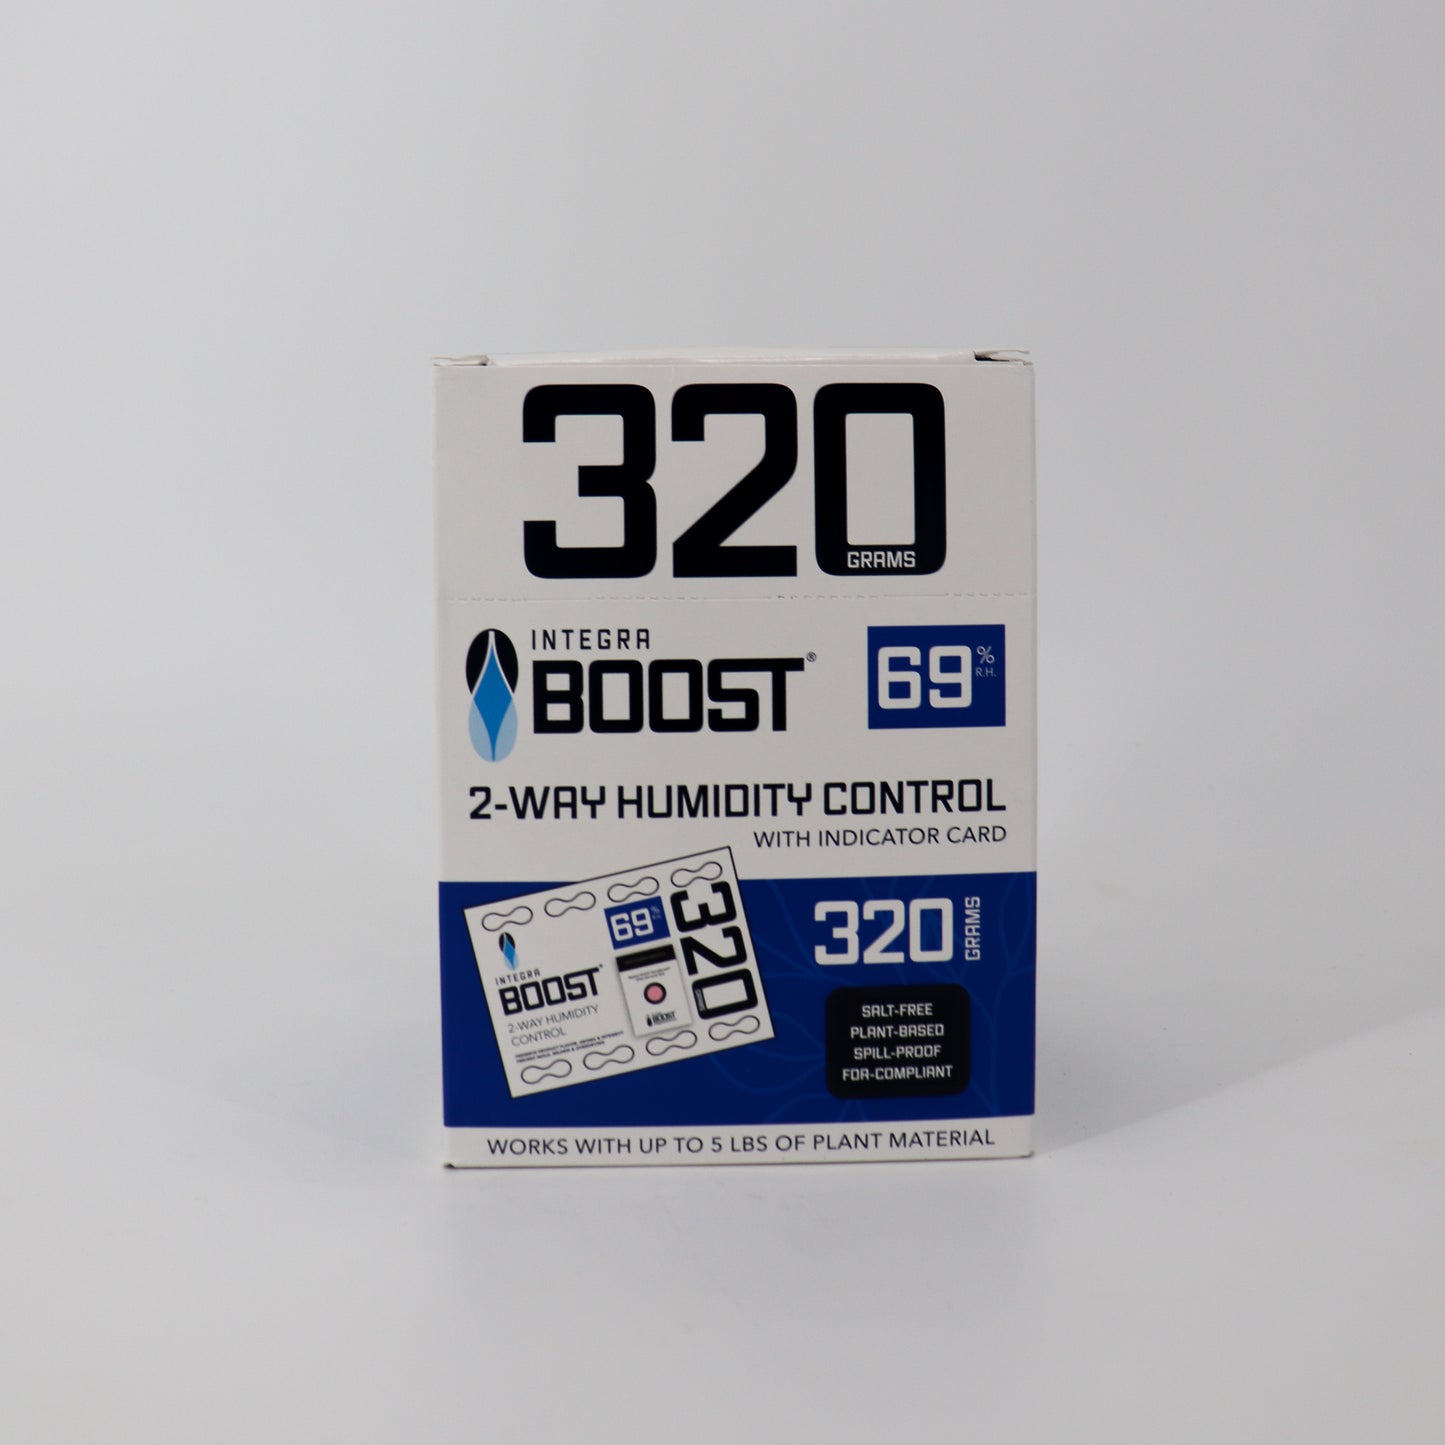 320
GRAMS
INTEGRA
BOOST®
69% R.H.
2-WAY HUMIDITY CONTROL
WITH INDICATOR CARD
69%
320
INTEGRA
BOOST
2-WAY HUMIDITY
CONTROL
BOOST
320 GRAMS
SALT-FREE
PLANT-BASED
SPILL-PROOF
FDA-COMPLIANT
WORKS WITH UP TO 5 LBS OF PLANT MATERIAL